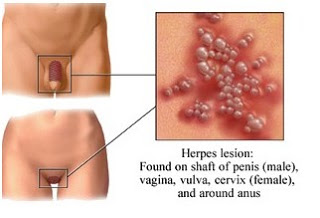 Herpes lesion:
Found on shaft of penis (male),
vagina, vulva, cervix (female),
and around anus